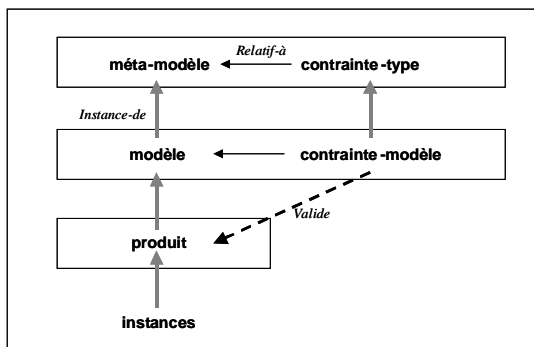 Relatif-à
méta-modèle contrainte-type
Instance-de
modèle contrainte-modèle
Valide
produit
instances